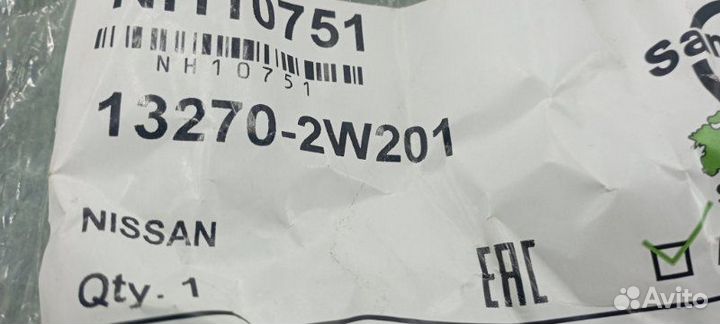 NH10751
NH10751
13270-2W201
NISSAN
Qty. 1
EAC
Avito